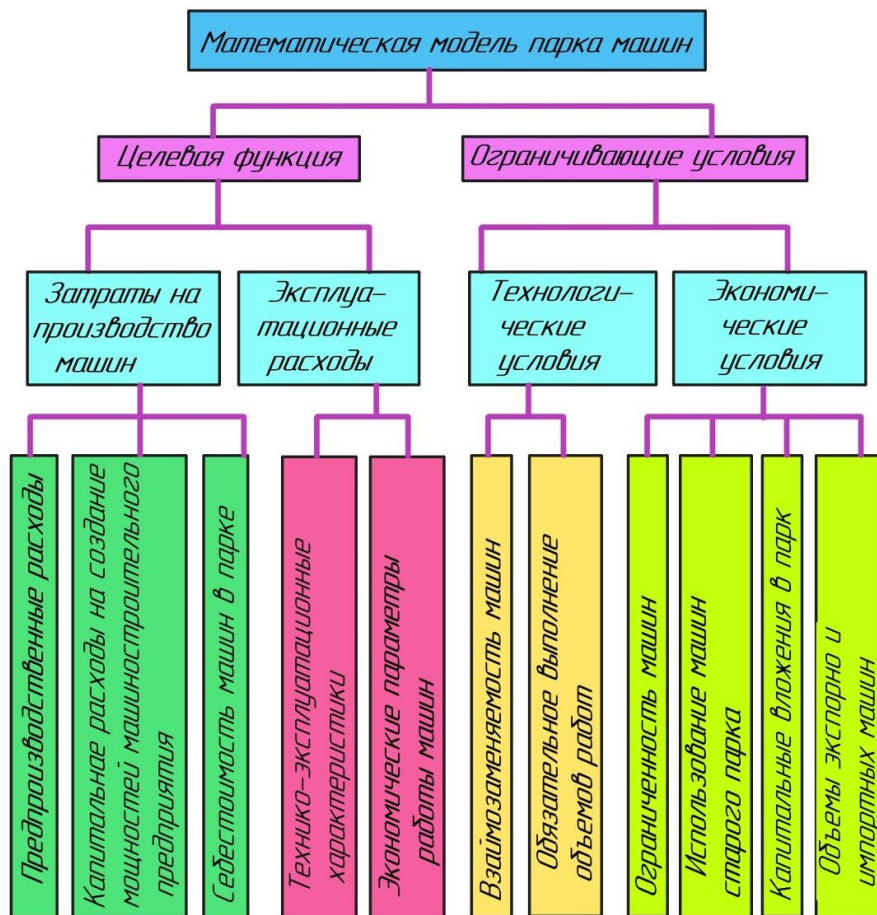 Математическая модель парка машин
Целевая функция
Ограничивающие условия
Затраты на
производство
машин
Эксплуа-
тационные
расходы
Технологи-
ческие
условия
Экономи-
ческие
условия
Предпроизводственные расходы
Капитальнае расходы на создание
мощностей машиностроительного
предприятия
Себестоимость машин в парке
Технико-эксплуатационные
характеристики
Экономические параметры
работы машин
Взаймозаменяемость машин
Обязательное выполнение
объемов работ
Ограниченность машин
Использование машин
старого парка
Капитальные вложения в парк
Объемы экспорно и
импортных машин